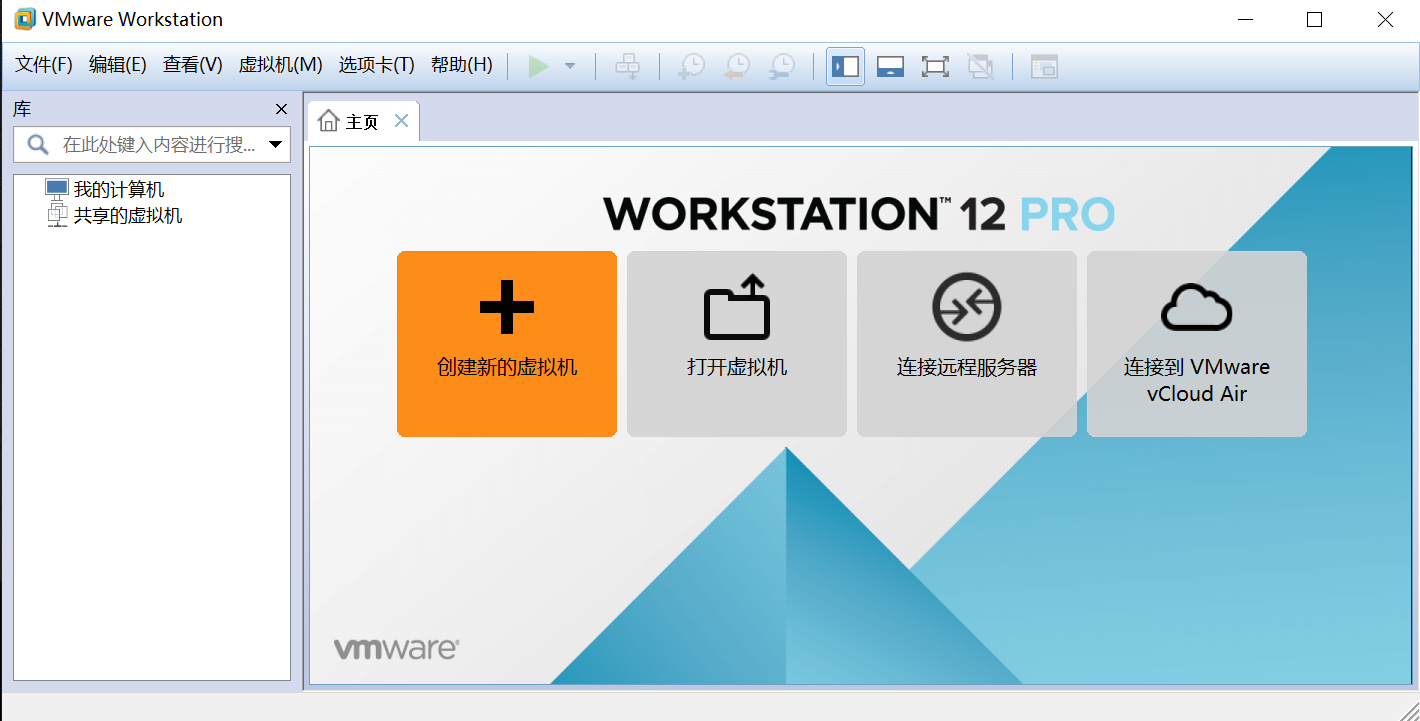 VMware Workstation
文件(F) 编辑(E) 查看(V) 虚拟机(M) 选项卡(T) 帮助(H)
库
在此处键入内容进行搜...
我的计算机
共享的虚拟机
主页
WORKSTATION™ 12 PRO
创建新的虚拟机
打开虚拟机
连接远程服务器
连接到 VMware
vCloud Air
vmware®